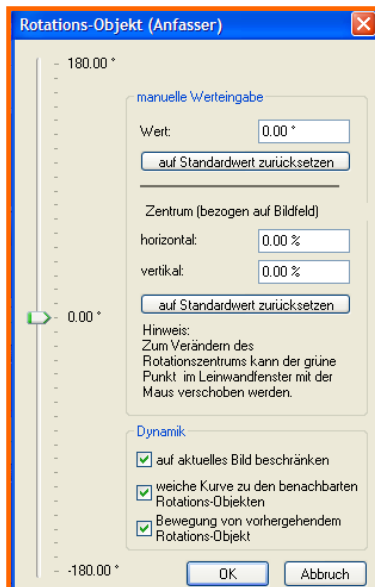 Rotations-Objekt (Anfasser)
180.00 °
manuelle Werteingabe
Wert:
0.00 °
auf Standardwert zurücksetzen
Zentrum (bezogen auf Bildfeld)
horizontal:
0.00 %
vertikal:
0.00 %
auf Standardwert zurücksetzen
0.00 °
Hinweis:
Zum Verändern des
Rotationszentrums kann der grüne
Punkt im Leinwandfenster mit der
Maus verschoben werden.
Dynamik
auf aktuelles Bild beschränken
weiche Kurve zu den benachbarten
Rotations-Objekten
Bewegung von vorhergehendem
Rotations-Objekt
-180.00 °
OK
Abbruch